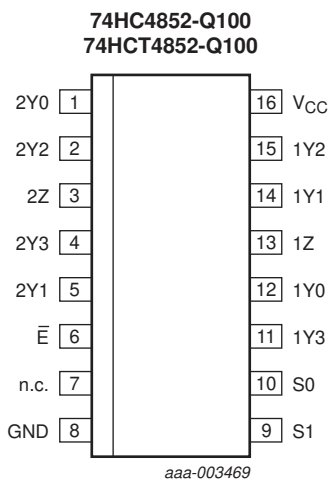 74HC4852-Q100
74HCT4852-Q100
2Y0 1 16 VCC
2Y2 2 15 1Y2
2Z 3 14 1Y1
2Y3 4 13 1Z
2Y1 5 12 1Y0
E̅ 6 11 1Y3
n.c. 7 10 S0
GND 8 9 S1
aaa-003469